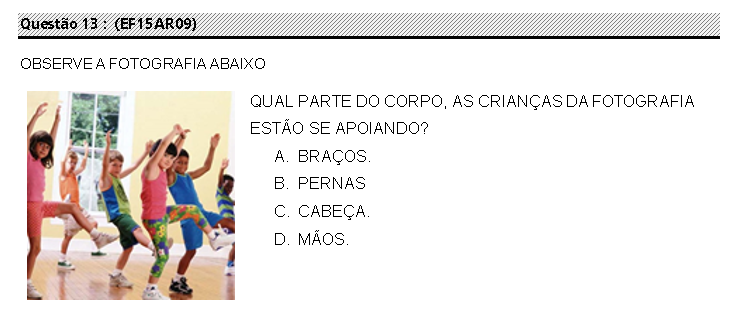 Questão 13 : (EF15AR09)
OBSERVE A FOTOGRAFIA ABAIXO
QUAL PARTE DO CORPO, AS CRIANÇAS DA FOTOGRAFIA
ESTÃO SE APOIANDO?
A. BRAÇOS.
B. PERNAS
C. CABEÇA.
D. MÃOS.